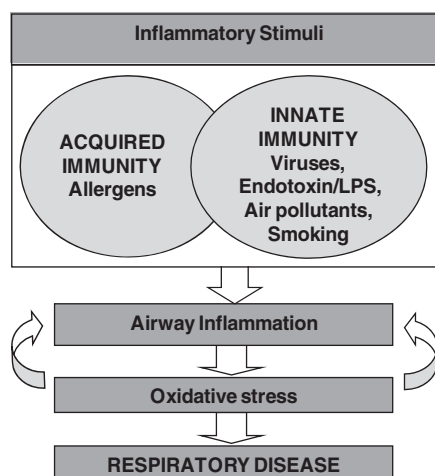 Inflammatory Stimuli
ACQUIRED
IMMUNITY
Allergens
INNATE
IMMUNITY
Viruses,
Endotoxin/LPS,
Air pollutants,
Smoking
Airway Inflammation
Oxidative stress
RESPIRATORY DISEASE